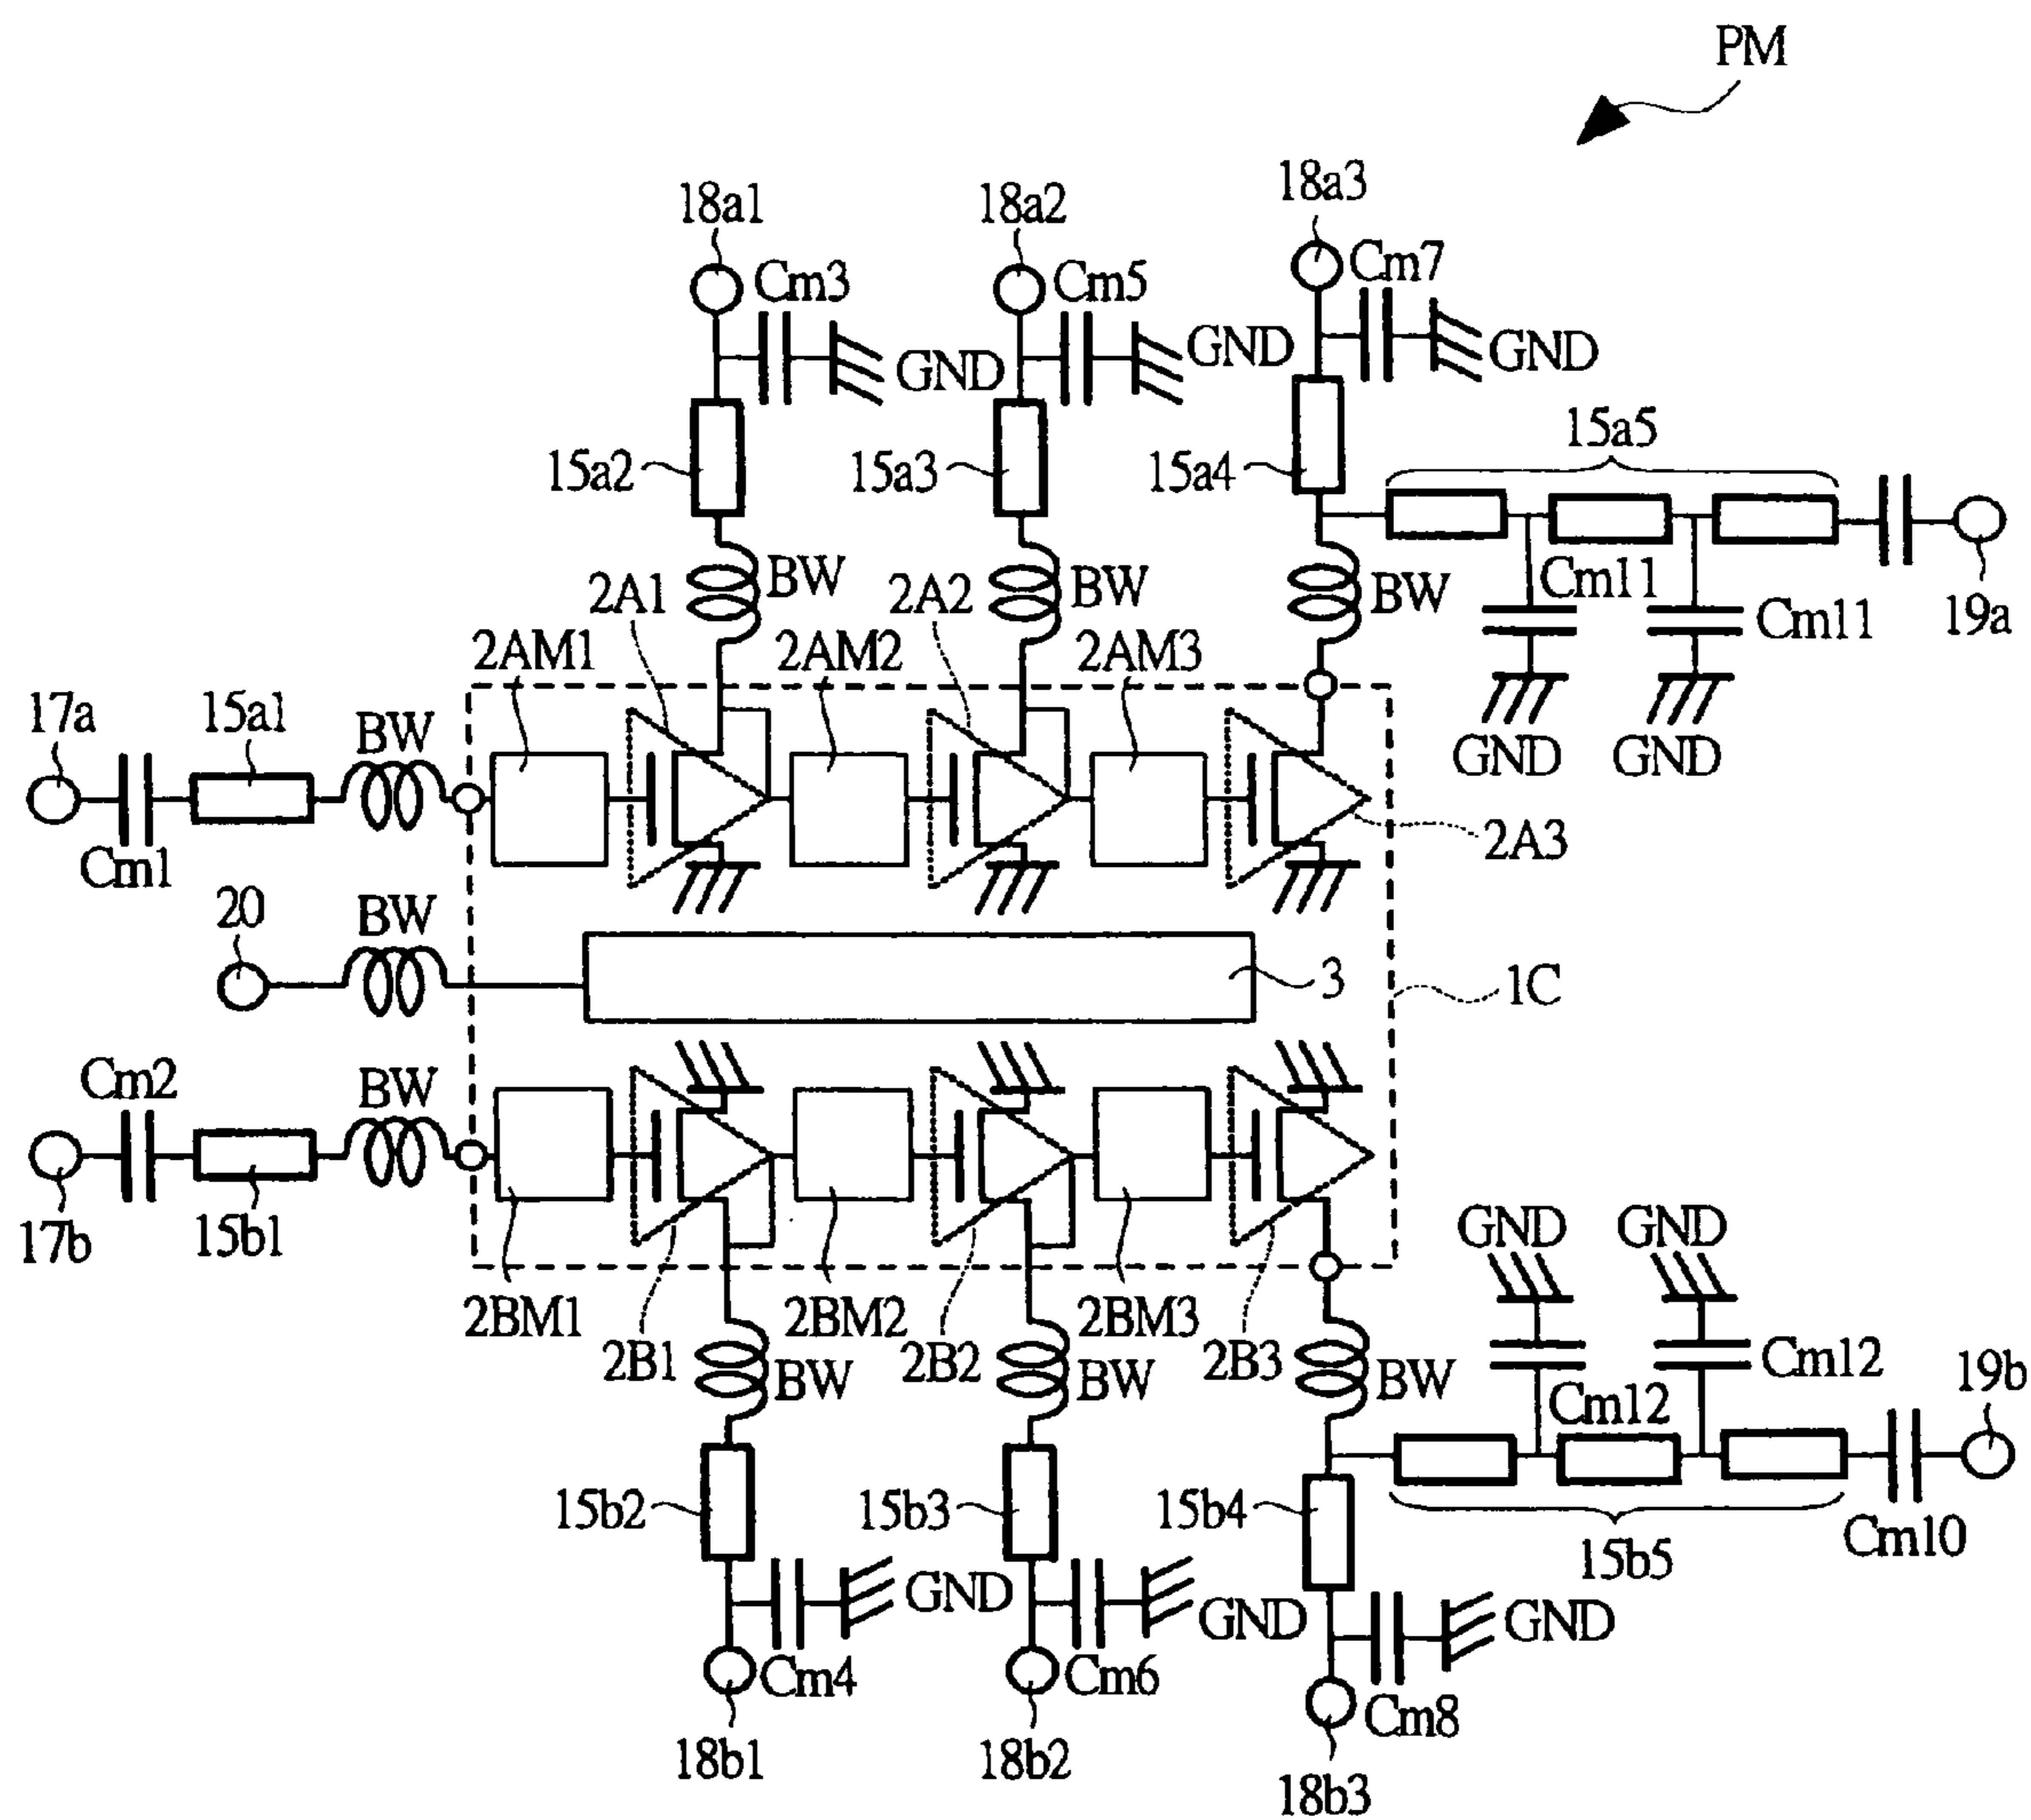 PM
18a1
18a2
18a3
Cm3
Cm5
Cm7
GND
GND
GND
15a2
15a3
15a4
15a5
BW
BW
BW
Cm11
Cm11
19a
2A1
2A2
2AM1
2AM2
2AM3
GND
GND
17a
15a1
BW
Cm1
2A3
20
BW
3
1C
Cm2
BW
17b
15b1
GND
GND
2BM1
2BM2
2BM3
2B1
2B2
2B3
BW
BW
BW
Cm12
Cm12
19b
15b2
15b3
15b4
15b5
Cm10
GND
GND
GND
Cm4
Cm6
Cm8
18b1
18b2
18b3